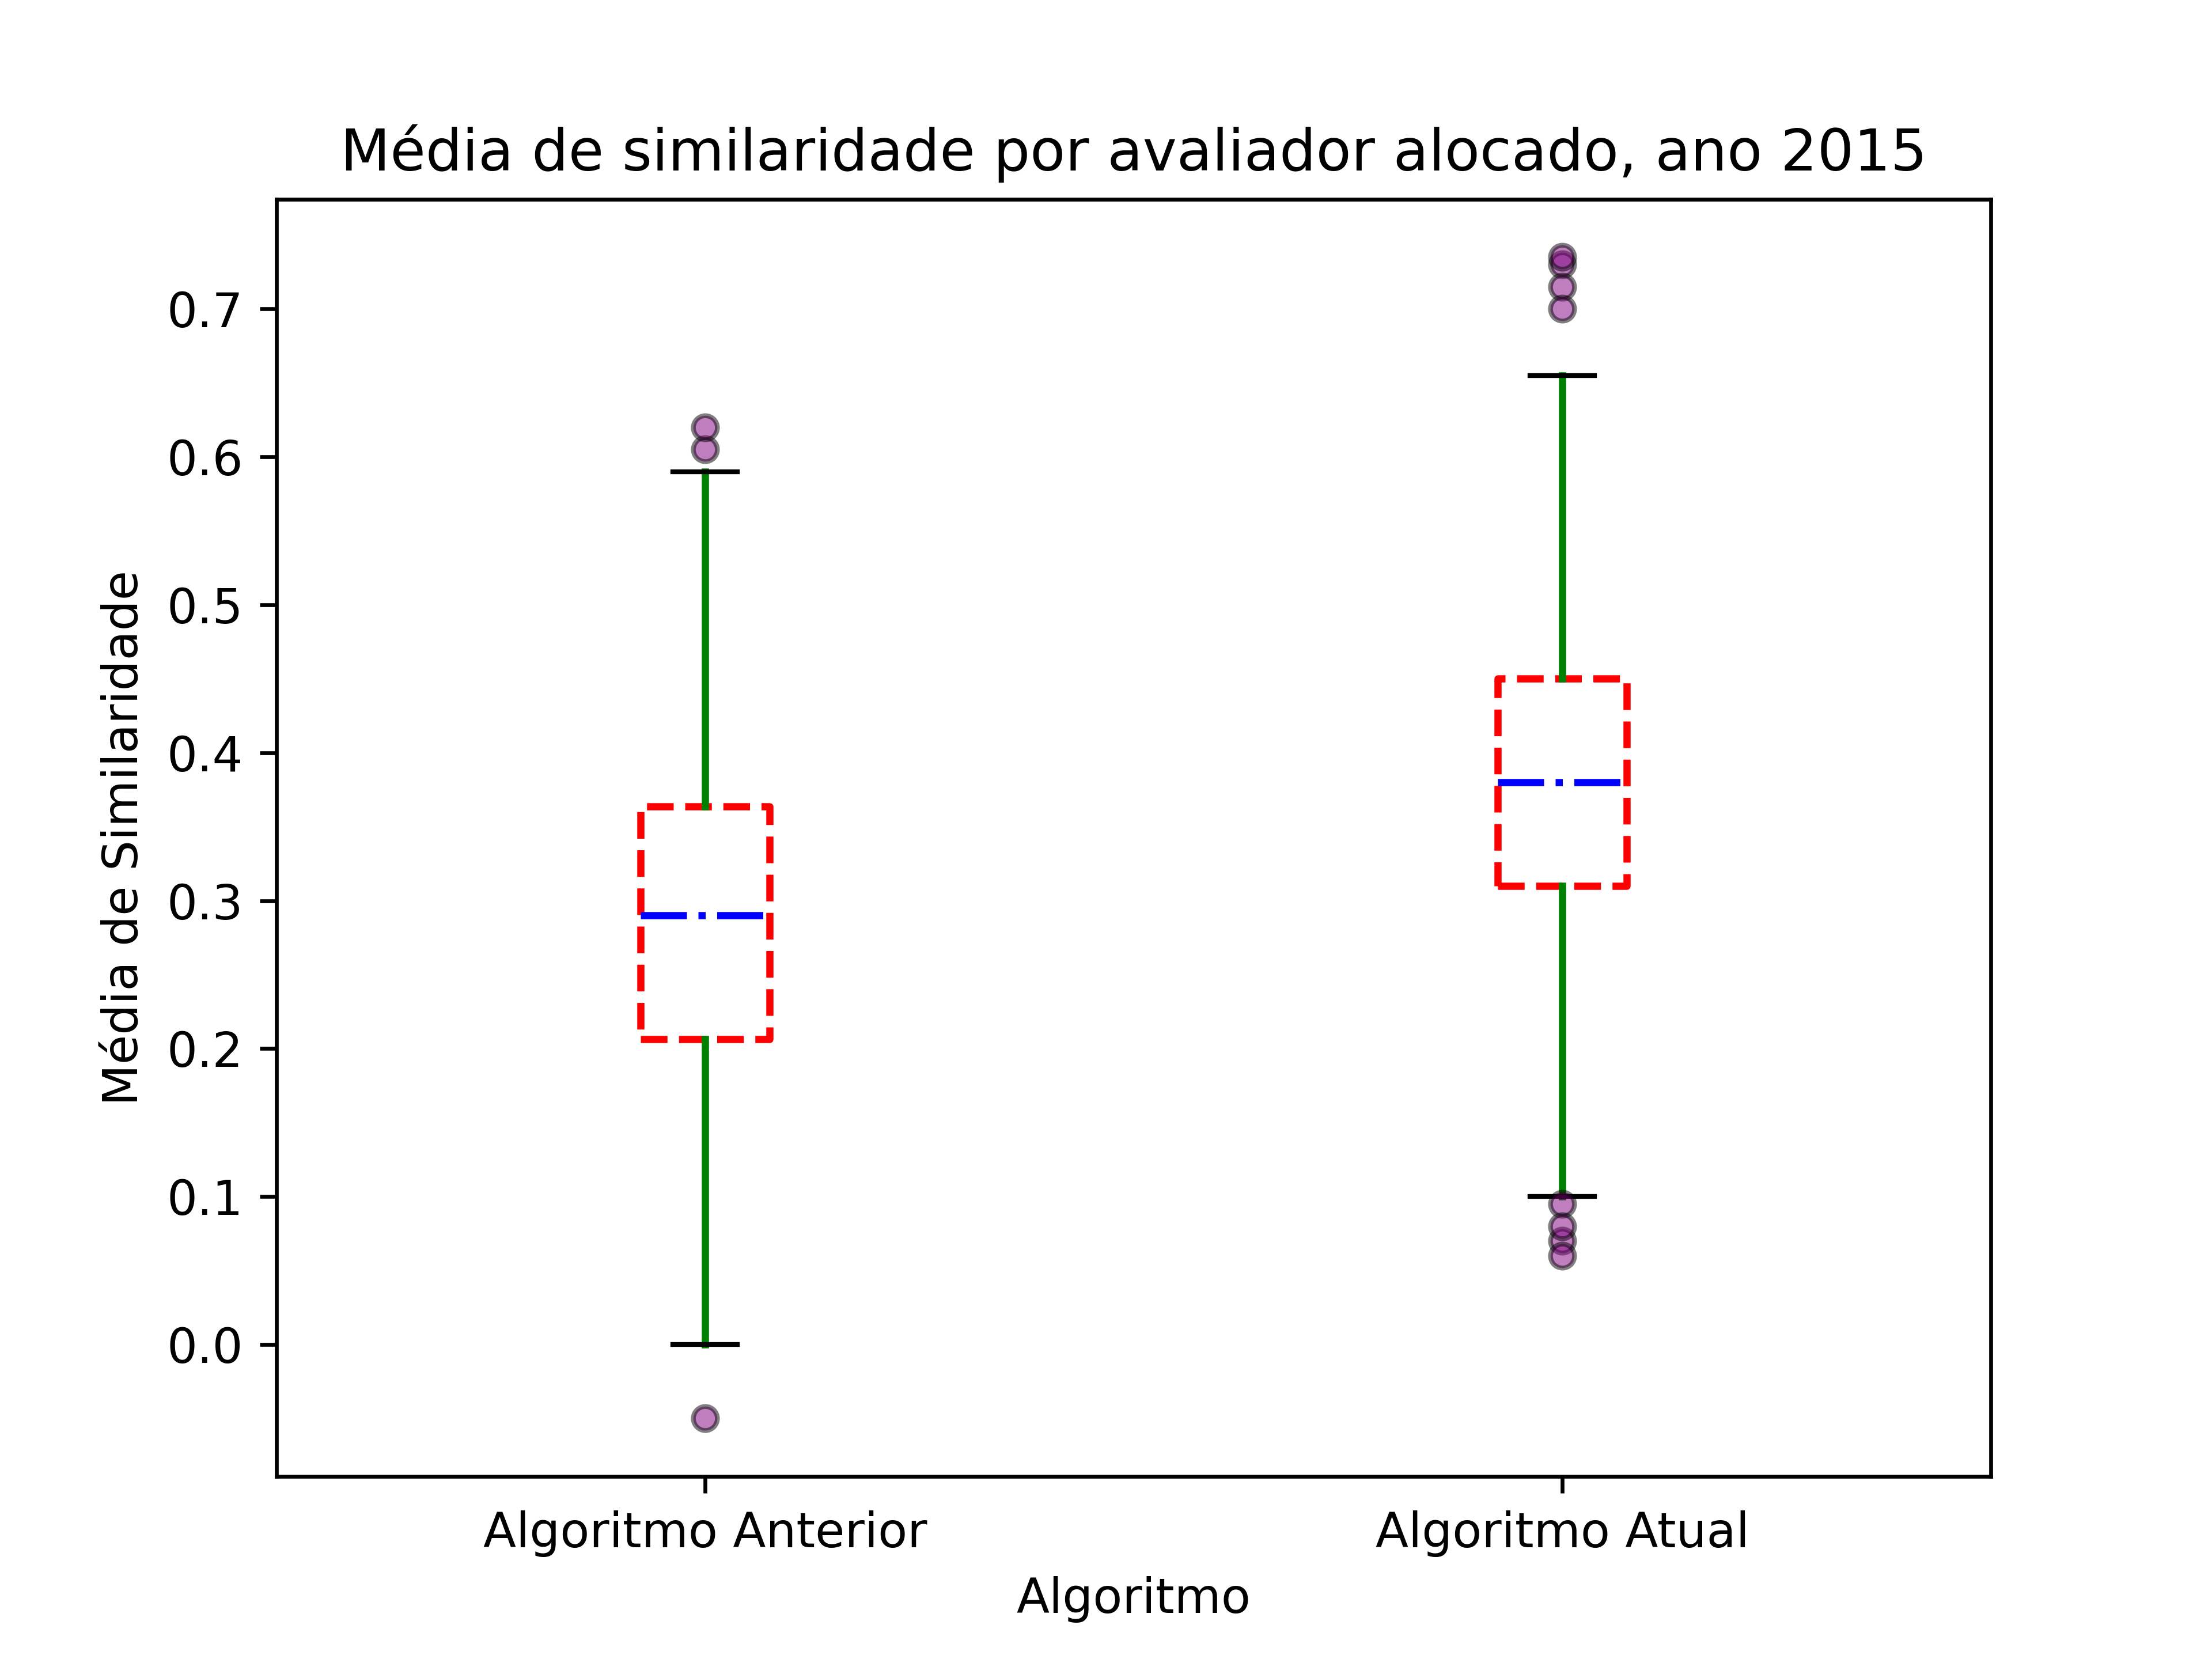 Média de similaridade por avaliador alocado, ano 2015
Média de Similaridade
0.7
0.6
0.5
0.4
0.3
0.2
0.1
0.0
Algoritmo Anterior
Algoritmo Atual
Algoritmo